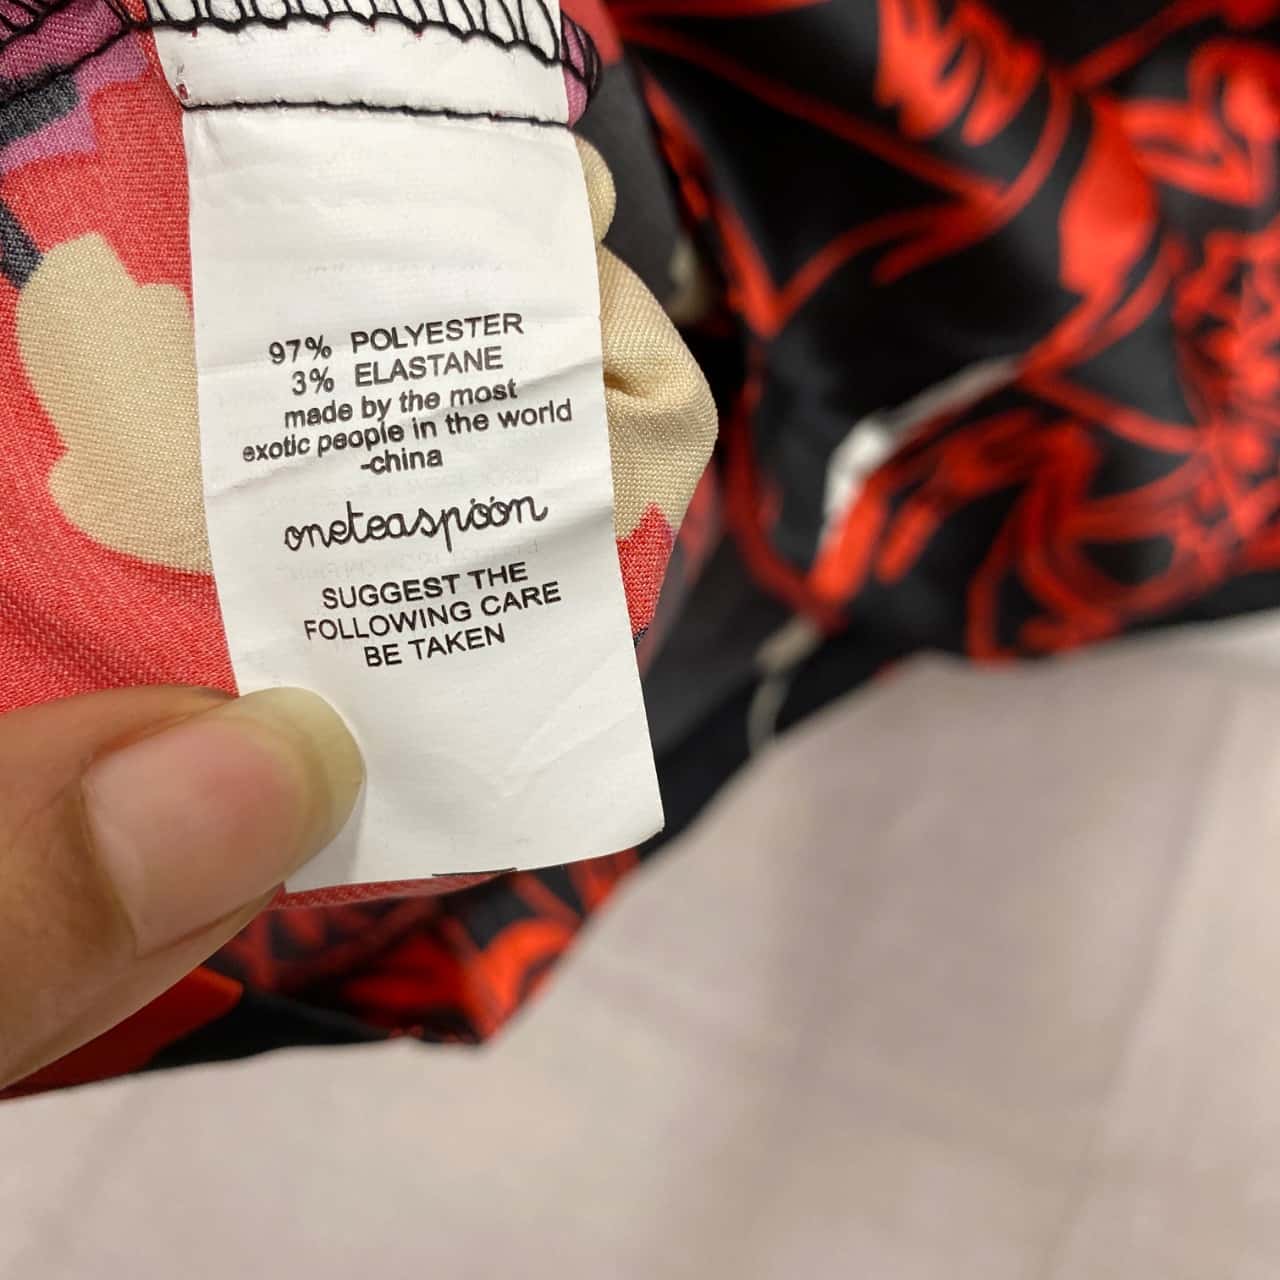 97% POLYESTER
3% ELASTANE
made by the most
exotic people in the world
-china
oneteaspoon
SUGGEST THE
FOLLOWING CARE
BE TAKEN